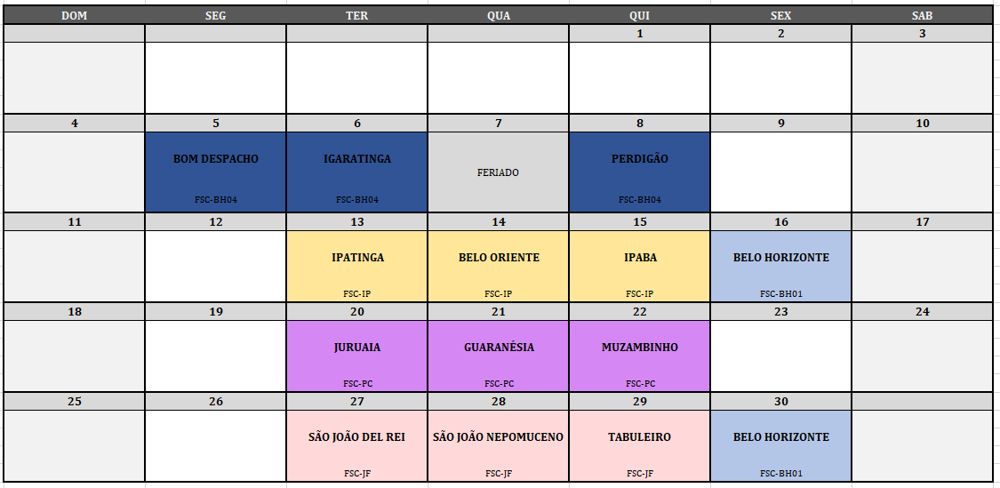 DOM SEG TER QUA QUI SEX SAB
1 2 3
4 5 6 7 8 9 10
BOM DESPACHO IGARATINGA FERIADO PERDIGÃO
FSC-BH04 FSC-BH04 FSC-BH04
11 12 13 14 15 16 17
IPATINGA BELO ORIENTE IPABA BELO HORIZONTE
FSC-IP FSC-IP FSC-IP FSC-BH01
18 19 20 21 22 23 24
JURUAIA GUARANÉSIA MUZAMBINHO
FSC-PC FSC-PC FSC-PC
25 26 27 28 29 30
SÃO JOÃO DEL REI SÃO JOÃO NEPOMUCENO TABULEIRO BELO HORIZONTE
FSC-JF FSC-JF FSC-JF FSC-BH01